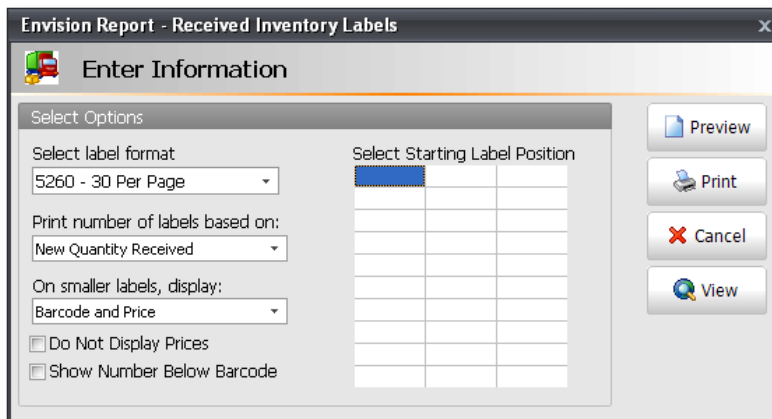 Envision Report - Received Inventory Labels
x
Enter Information
Select Options
Select label format
5260 - 30 Per Page
Print number of labels based on:
New Quantity Received
On smaller labels, display:
Barcode and Price
Do Not Display Prices
Show Number Below Barcode
Select Starting Label Position
Preview
Print
Cancel
View